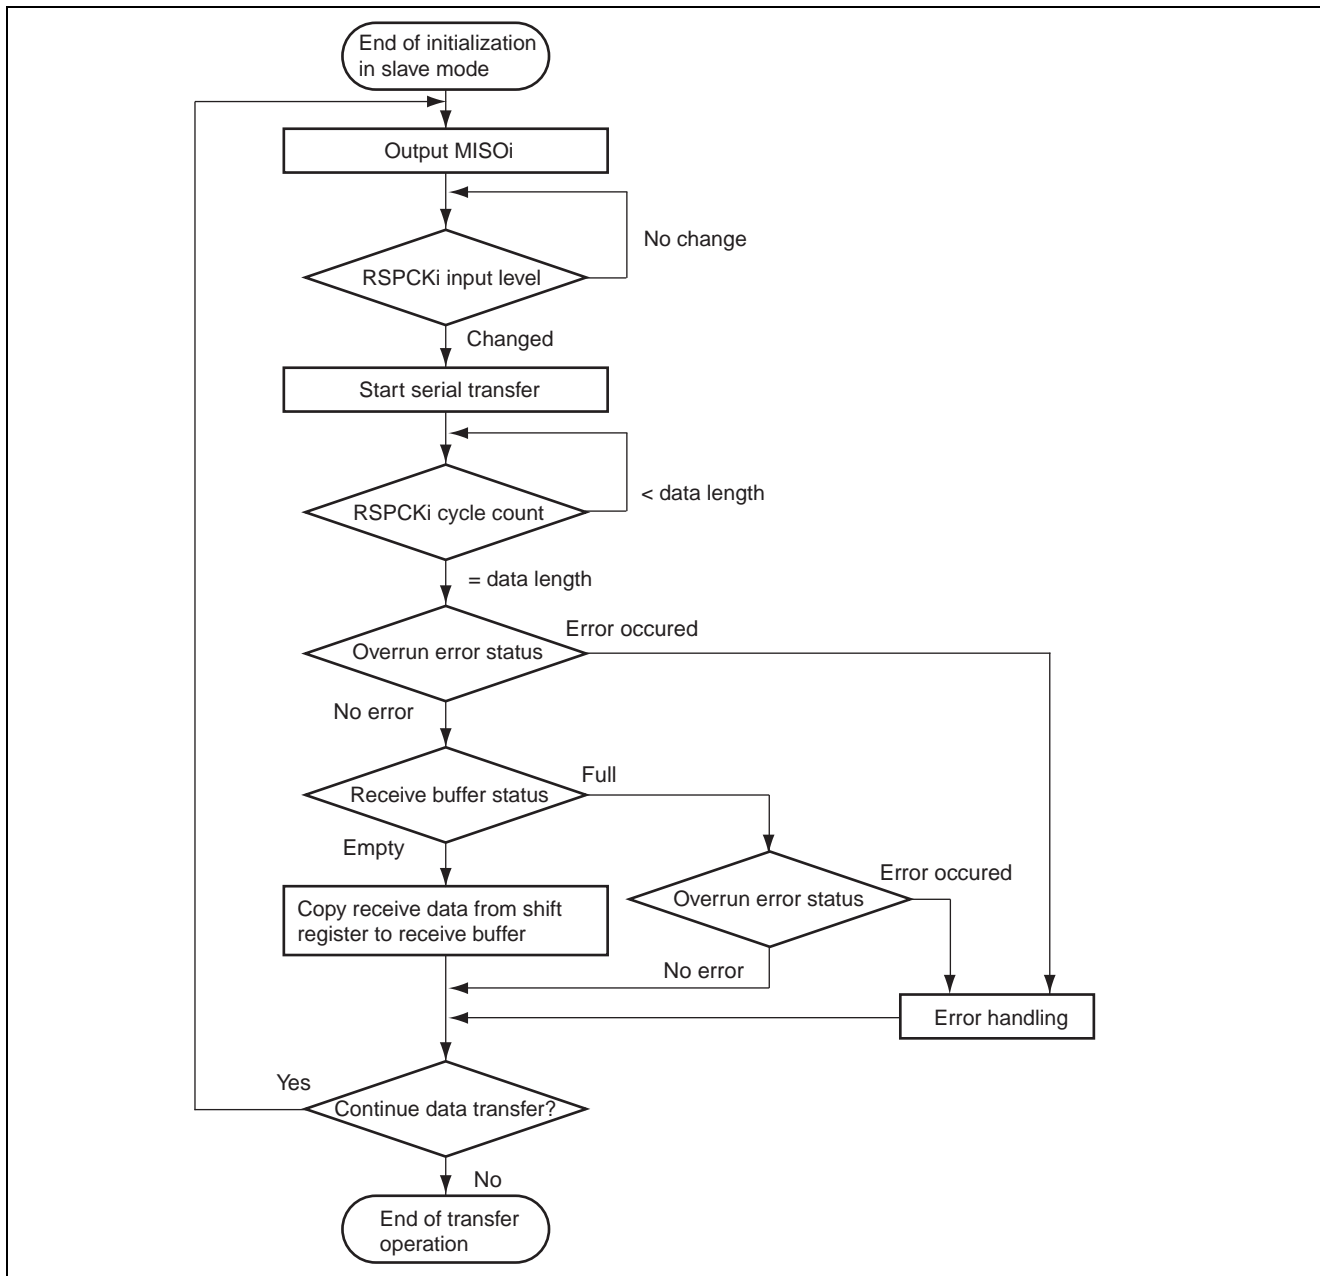 End of initialization
in slave mode
Output MISOi
No change
RSPCKi input level
Changed
Start serial transfer
< data length
RSPCKi cycle count
= data length
Error occured
Overrun error status
No error
Full
Receive buffer status
Empty
Error occured
Overrun error status
Copy receive data from shift
register to receive buffer
No error
Error handling
Yes
Continue data transfer?
No
End of transfer
operation